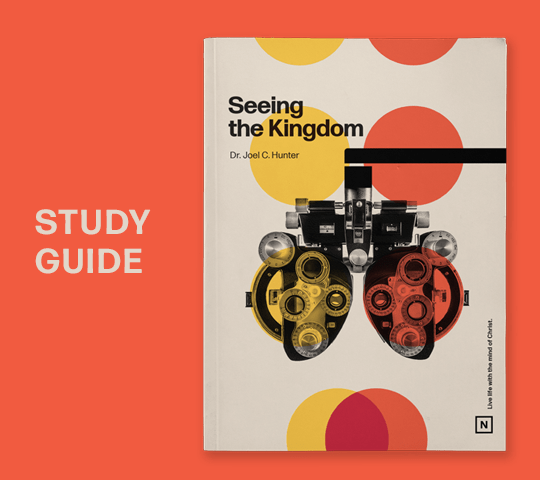 STUDY
GUIDE
Seeing
the Kingdom
Dr. Joel C. Hunter
Live life with the mind of Christ.
N